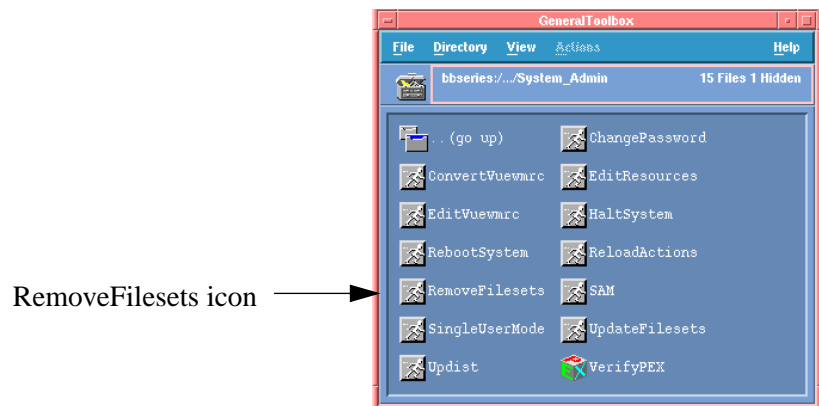 GeneralToolbox
File Directory View Actions Help
bbseries:/.../System_Admin 15 Files 1 Hidden
..(go up) ChangePassword
ConvertVuewmrc EditResources
EditVuewmrc HaltSystem
RebootSystem ReloadActions
RemoveFilesets icon
RemoveFilesets SAM
SingleUserMode UpdateFilesets
Updist VerifyPEX